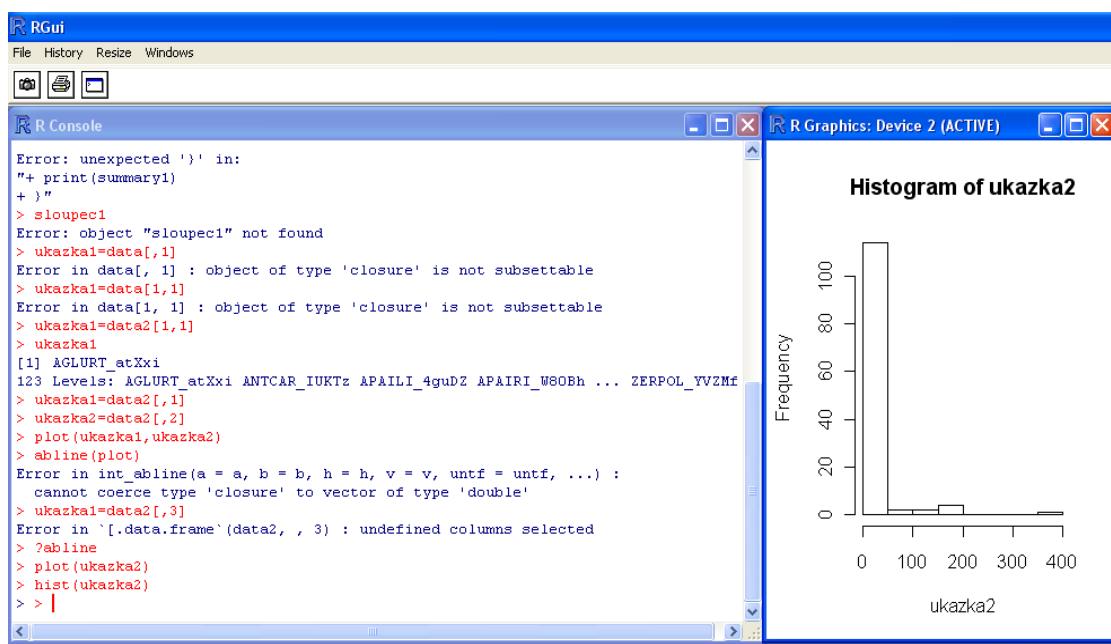 RGui
File History Resize Windows
R Console
Error: unexpected '}' in:
"+ print(summary1)
+ }"
> sloupec1
Error: object "sloupec1" not found
> ukazka1=data[,1]
Error in data[, 1] : object of type 'closure' is not subsettable
> ukazka1=data[1,1]
Error in data[1, 1] : object of type 'closure' is not subsettable
> ukazka1=data2[1,1]
> ukazka1
[1] AGLURT_atXxi
123 Levels: AGLURT_atXxi ANTCAR_IUKTz APAILI_4guDZ APAIRI_W8OBh ... ZERPOL_YVZMf
> ukazka1=data2[,1]
> ukazka2=data2[,2]
> plot(ukazka1,ukazka2)
> abline(plot)
Error in int_abline(a = a, b = b, h = h, v = v, untf = untf, ...) :
cannot coerce type 'closure' to vector of type 'double'
> ukazka1=data2[,3]
Error in `[.data.frame`(data2, , 3) : undefined columns selected
> ?abline
> plot(ukazka2)
> hist(ukazka2)
> >
R Graphics: Device 2 (ACTIVE)
Histogram of ukazka2
Frequency
100
80
60
40
20
0
0 100 200 300 400
ukazka2